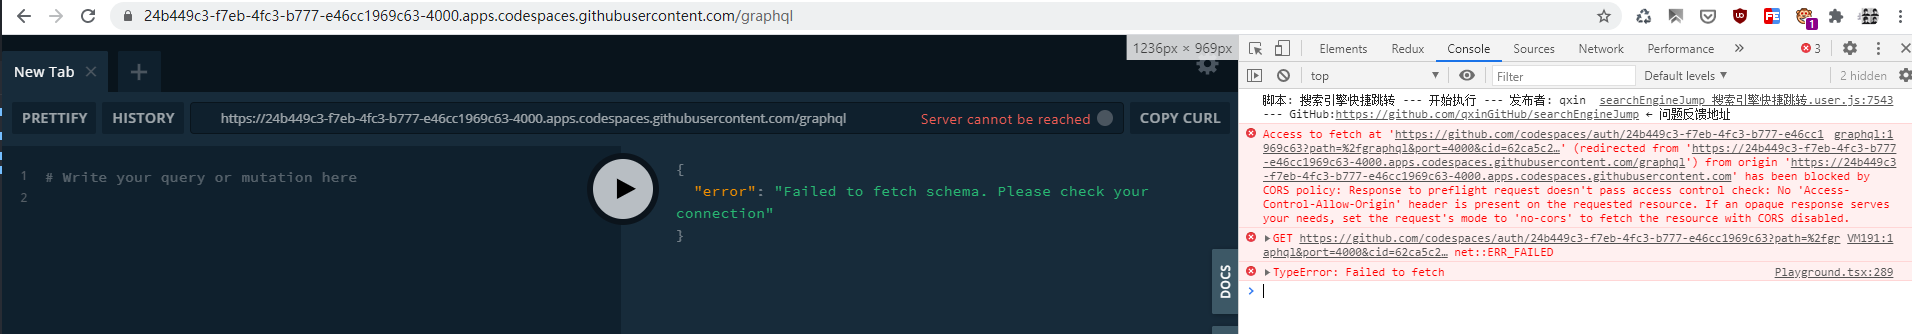 24b449c3-f7eb-4fc3-b777-e46cc1969c63-4000.apps.codespaces.githubusercontent.com/graphql
1236px × 969px
New Tab
PRETTIFY
HISTORY
https://24b449c3-f7eb-4fc3-b777-e46cc1969c63-4000.apps.codespaces.githubusercontent.com/graphql
Server cannot be reached
COPY CURL
1 # Write your query or mutation here
2
{
"error": "Failed to fetch schema. Please check your
connection"
}
DOCS
Elements Redux Console Sources Network Performance » 3
top Filter Default levels ▼ 2 hidden
脚本: 搜索引擎快捷跳转 --- 开始执行 --- 发布者: qxin searchEngineJump 搜索引擎快捷跳转.user.js:7543
--- GitHub:https://github.com/qxinGitHub/searchEngineJump ← 问题反馈地址
Access to fetch at 'https://github.com/codespaces/auth/24b449c3-f7eb-4fc3-b777-e46cc1 graphql:1
969c63?path=%2fgraphql&port=4000&cid=62ca5c2…' (redirected from 'https://24b449c3-f7eb-4fc3-b777
-e46cc1969c63-4000.apps.codespaces.githubusercontent.com/graphql') from origin 'https://24b449c3
-f7eb-4fc3-b777-e46cc1969c63-4000.apps.codespaces.githubusercontent.com' has been blocked by
CORS policy: Response to preflight request doesn't pass access control check: No 'Access-
Control-Allow-Origin' header is present on the requested resource. If an opaque response serves
your needs, set the request's mode to 'no-cors' to fetch the resource with CORS disabled.
GET https://github.com/codespaces/auth/24b449c3-f7eb-4fc3-b777-e46cc1969c63?path=%2fgr VM191:1
aphql&port=4000&cid=62ca5c2… net::ERR_FAILED
TypeError: Failed to fetch Playground.tsx:289